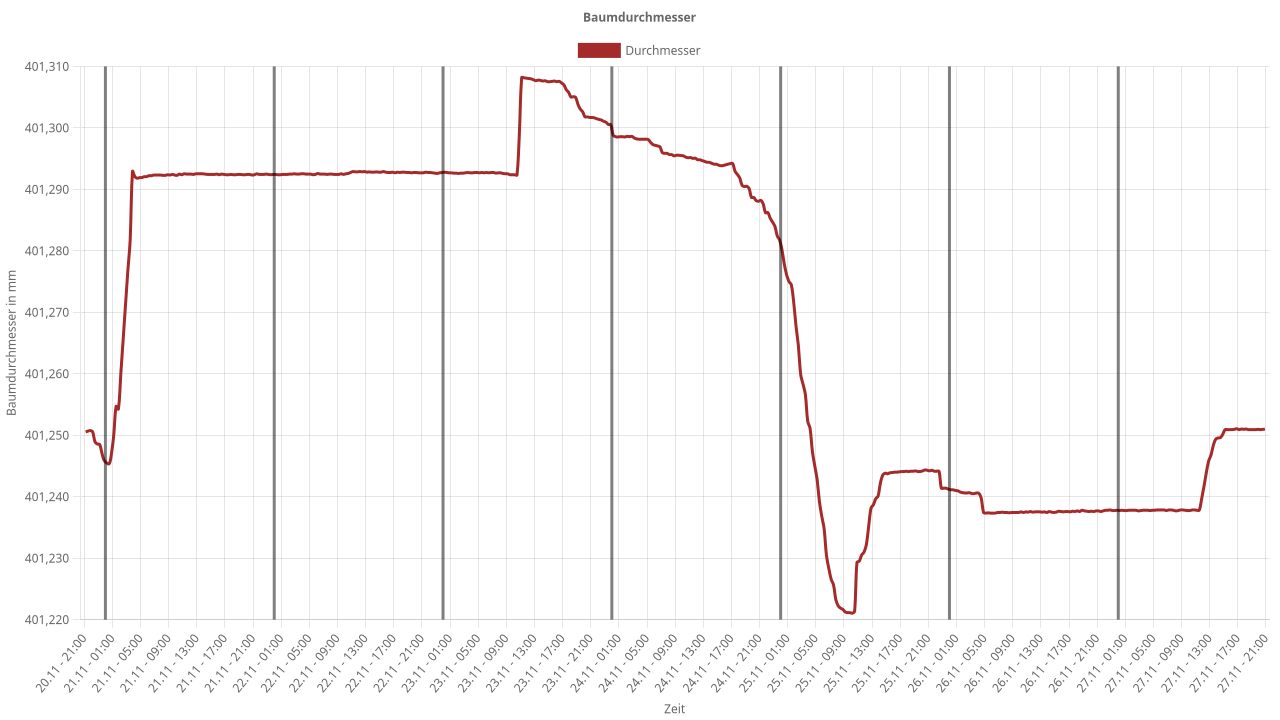 Baumdurchmesser
Durchmesser
401,310
401,300
401,290
401,280
401,270
401,260
401,250
401,240
401,230
401,220
Baumdurchmesser in mm
20.11 - 21:00
21.11 - 01:00
21.11 - 05:00
21.11 - 09:00
21.11 - 13:00
21.11 - 17:00
21.11 - 21:00
22.11 - 01:00
22.11 - 05:00
22.11 - 09:00
22.11 - 13:00
22.11 - 17:00
22.11 - 21:00
23.11 - 01:00
23.11 - 05:00
23.11 - 09:00
23.11 - 13:00
23.11 - 17:00
23.11 - 21:00
24.11 - 01:00
24.11 - 05:00
24.11 - 09:00
24.11 - 13:00
24.11 - 17:00
24.11 - 21:00
25.11 - 01:00
25.11 - 05:00
25.11 - 09:00
25.11 - 13:00
25.11 - 17:00
25.11 - 21:00
26.11 - 01:00
26.11 - 05:00
26.11 - 09:00
26.11 - 13:00
26.11 - 17:00
26.11 - 21:00
27.11 - 01:00
27.11 - 05:00
27.11 - 09:00
27.11 - 13:00
27.11 - 17:00
27.11 - 21:00
Zeit